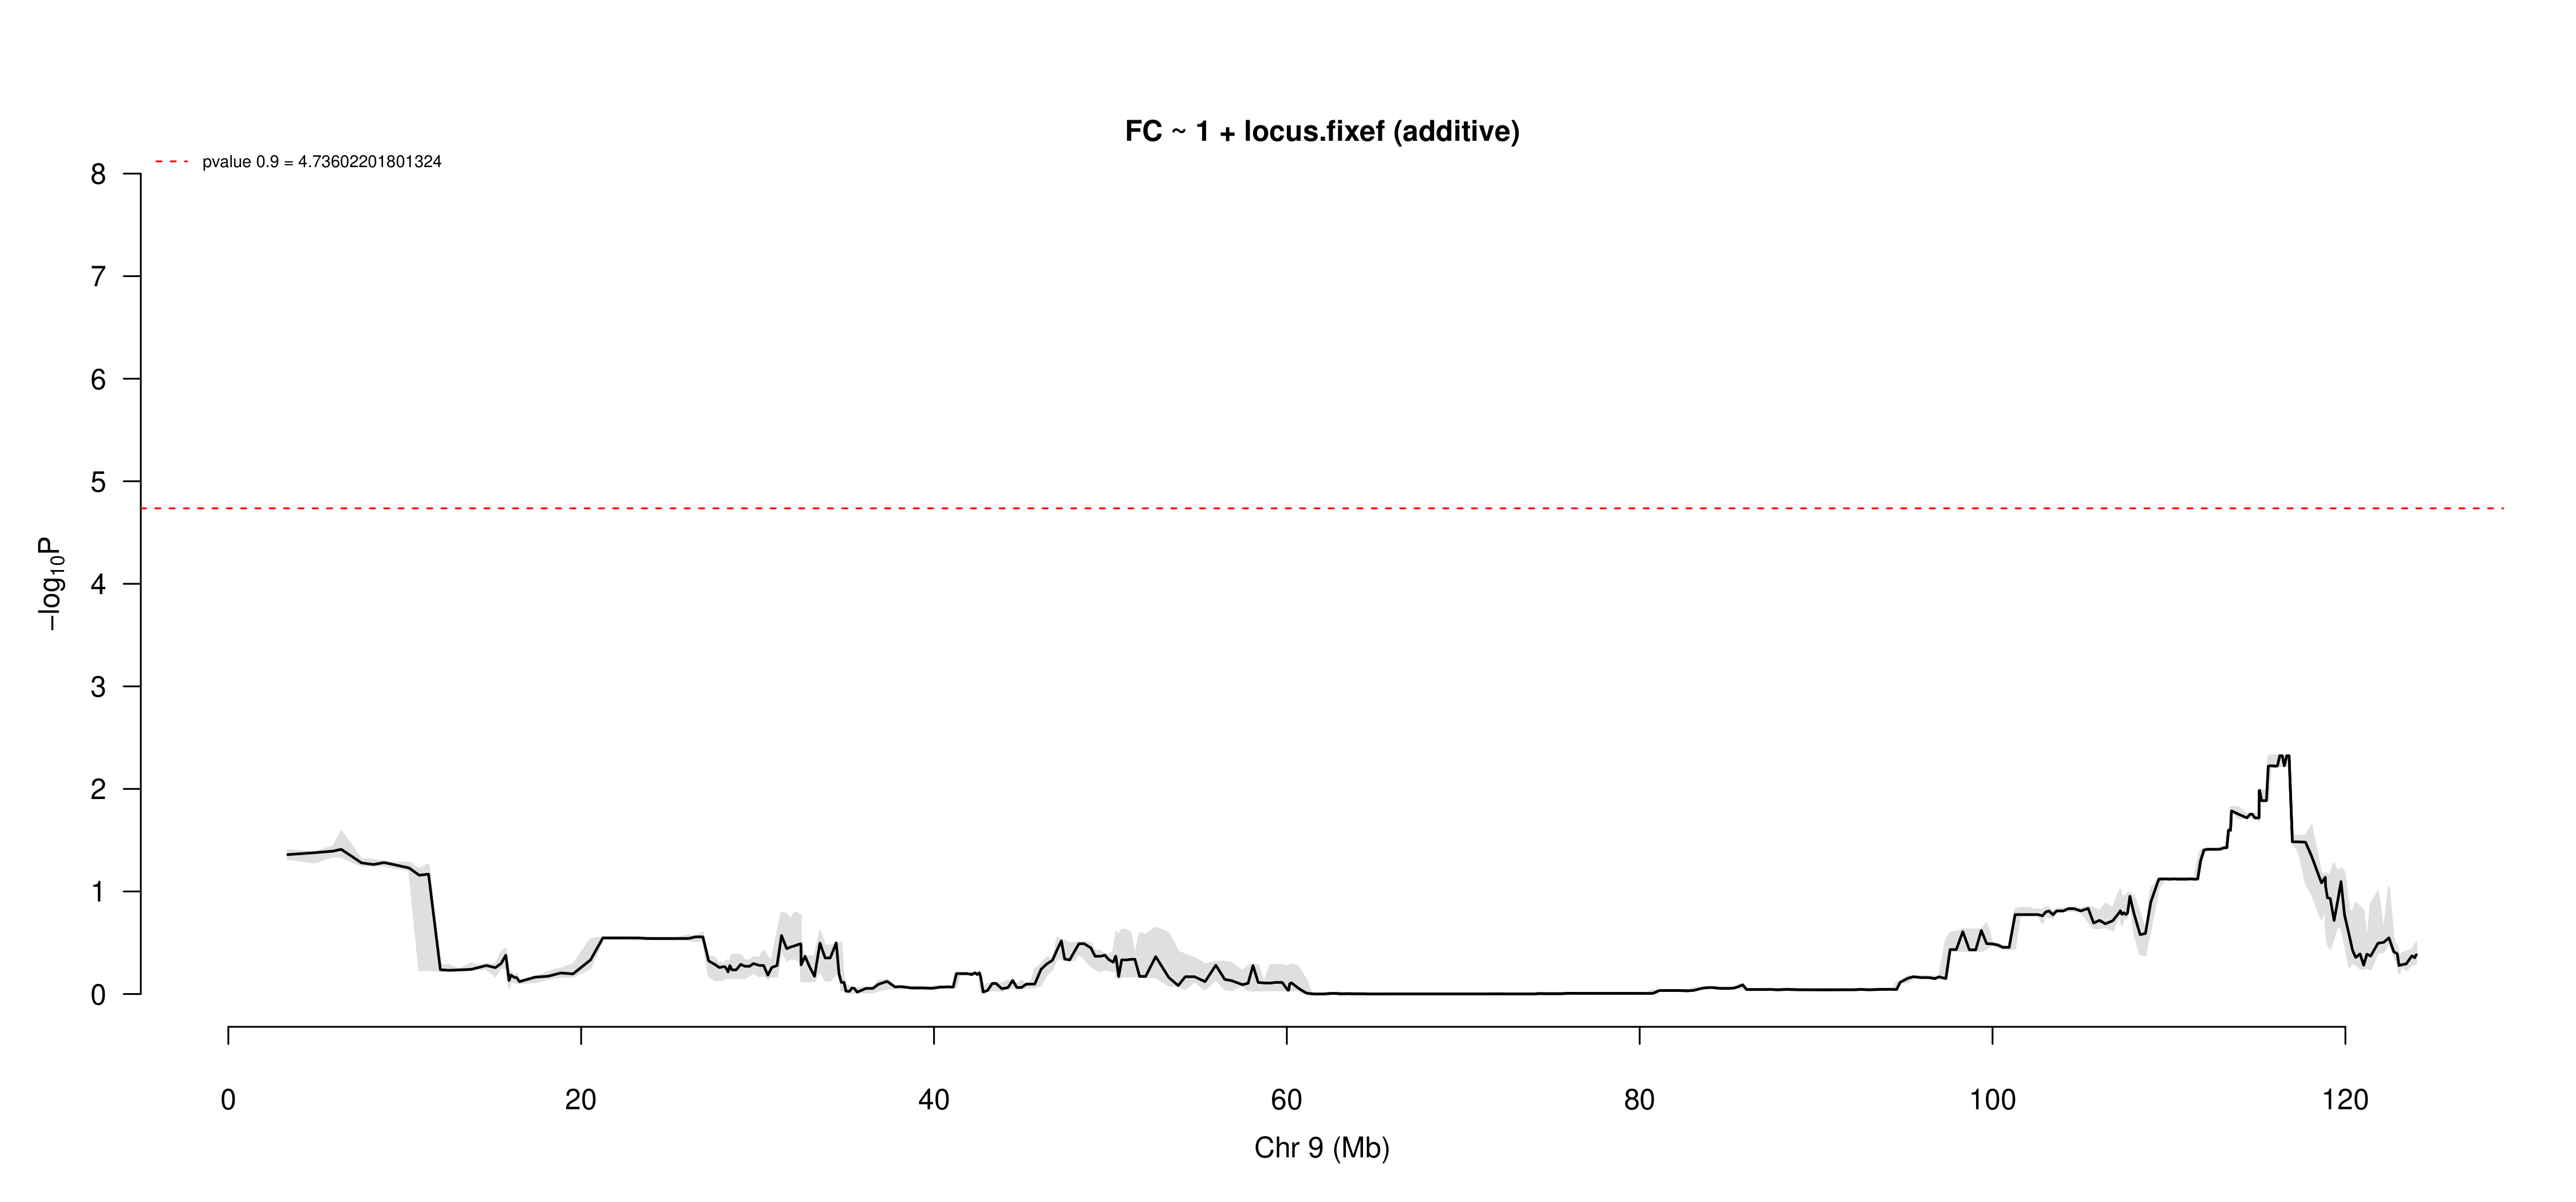 FC ~ 1 + locus.fixef (additive)
pvalue 0.9 = 4.73602201801324
8
7
6
5
4
3
2
1
0
−log10P
0 20 40 60 80 100 120
Chr 9 (Mb)